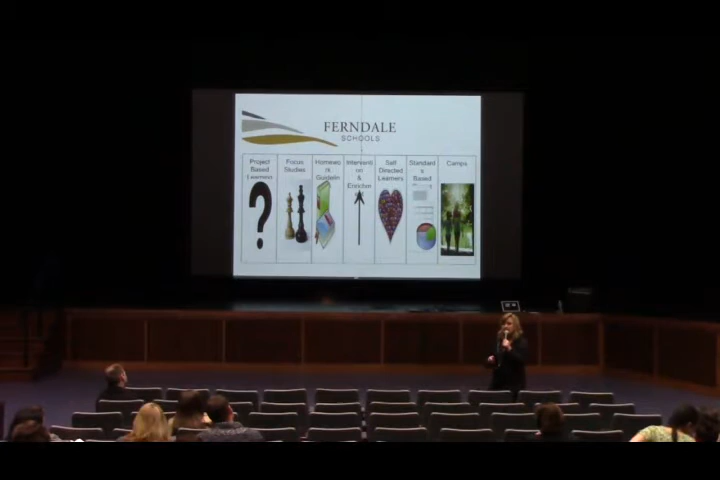 FERNDALE
SCHOOLS
Project
Based
Learning
Focus
Studies
Homewo
rk
Guidelin
Interventi
on
&
Enrichm
Self
Directed
Learners
Standard
s
Based
Camps